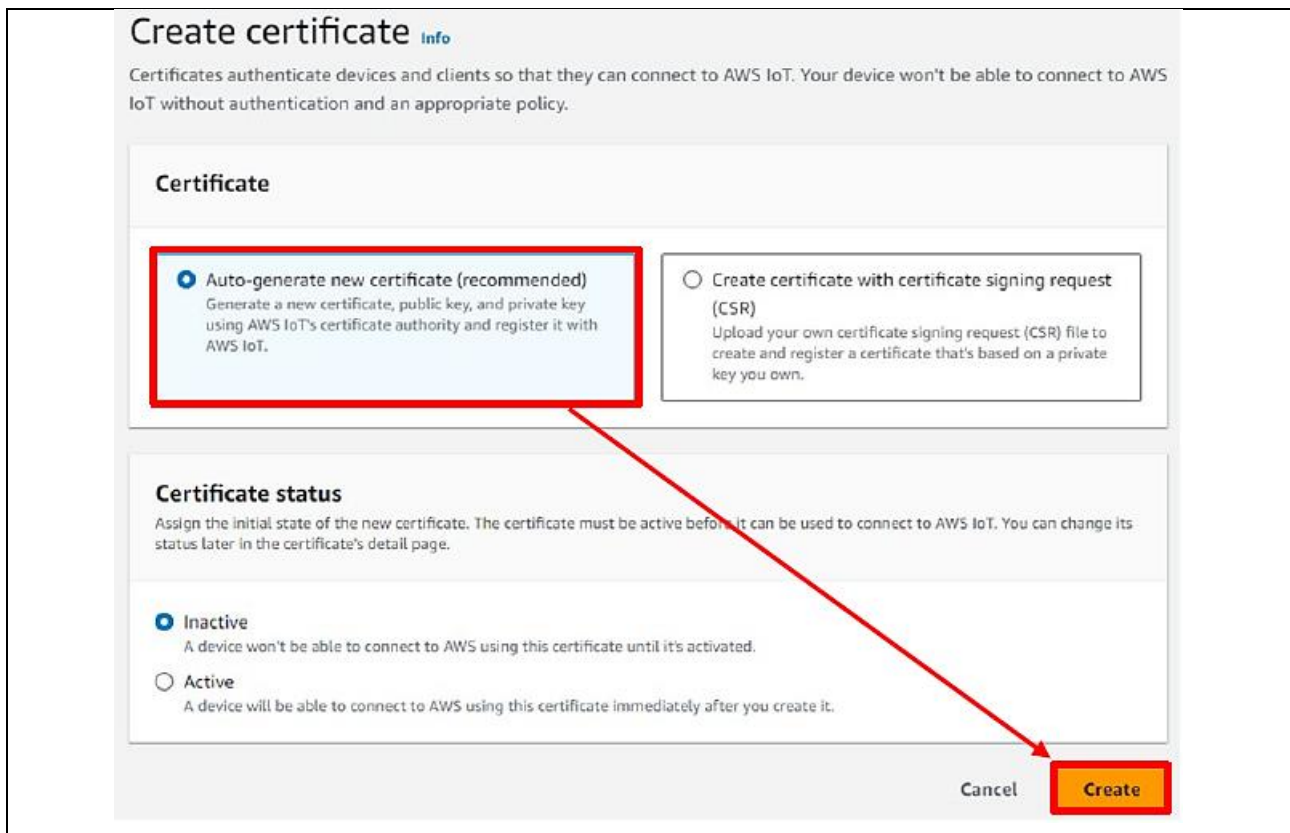 Create certificate Info
Certificates authenticate devices and clients so that they can connect to AWS IoT. Your device won't be able to connect to AWS
IoT without authentication and an appropriate policy.
Certificate
Auto-generate new certificate (recommended)
Generate a new certificate, public key, and private key
using AWS IoT's certificate authority and register it with
AWS IoT.
Create certificate with certificate signing request
(CSR)
Upload your own certificate signing request (CSR) file to
create and register a certificate that's based on a private
key you own.
Certificate status
Assign the initial state of the new certificate. The certificate must be active before it can be used to connect to AWS IoT. You can change its
status later in the certificate's detail page.
Inactive
A device won't be able to connect to AWS using this certificate until it's activated.
Active
A device will be able to connect to AWS using this certificate immediately after you create it.
Cancel
Create